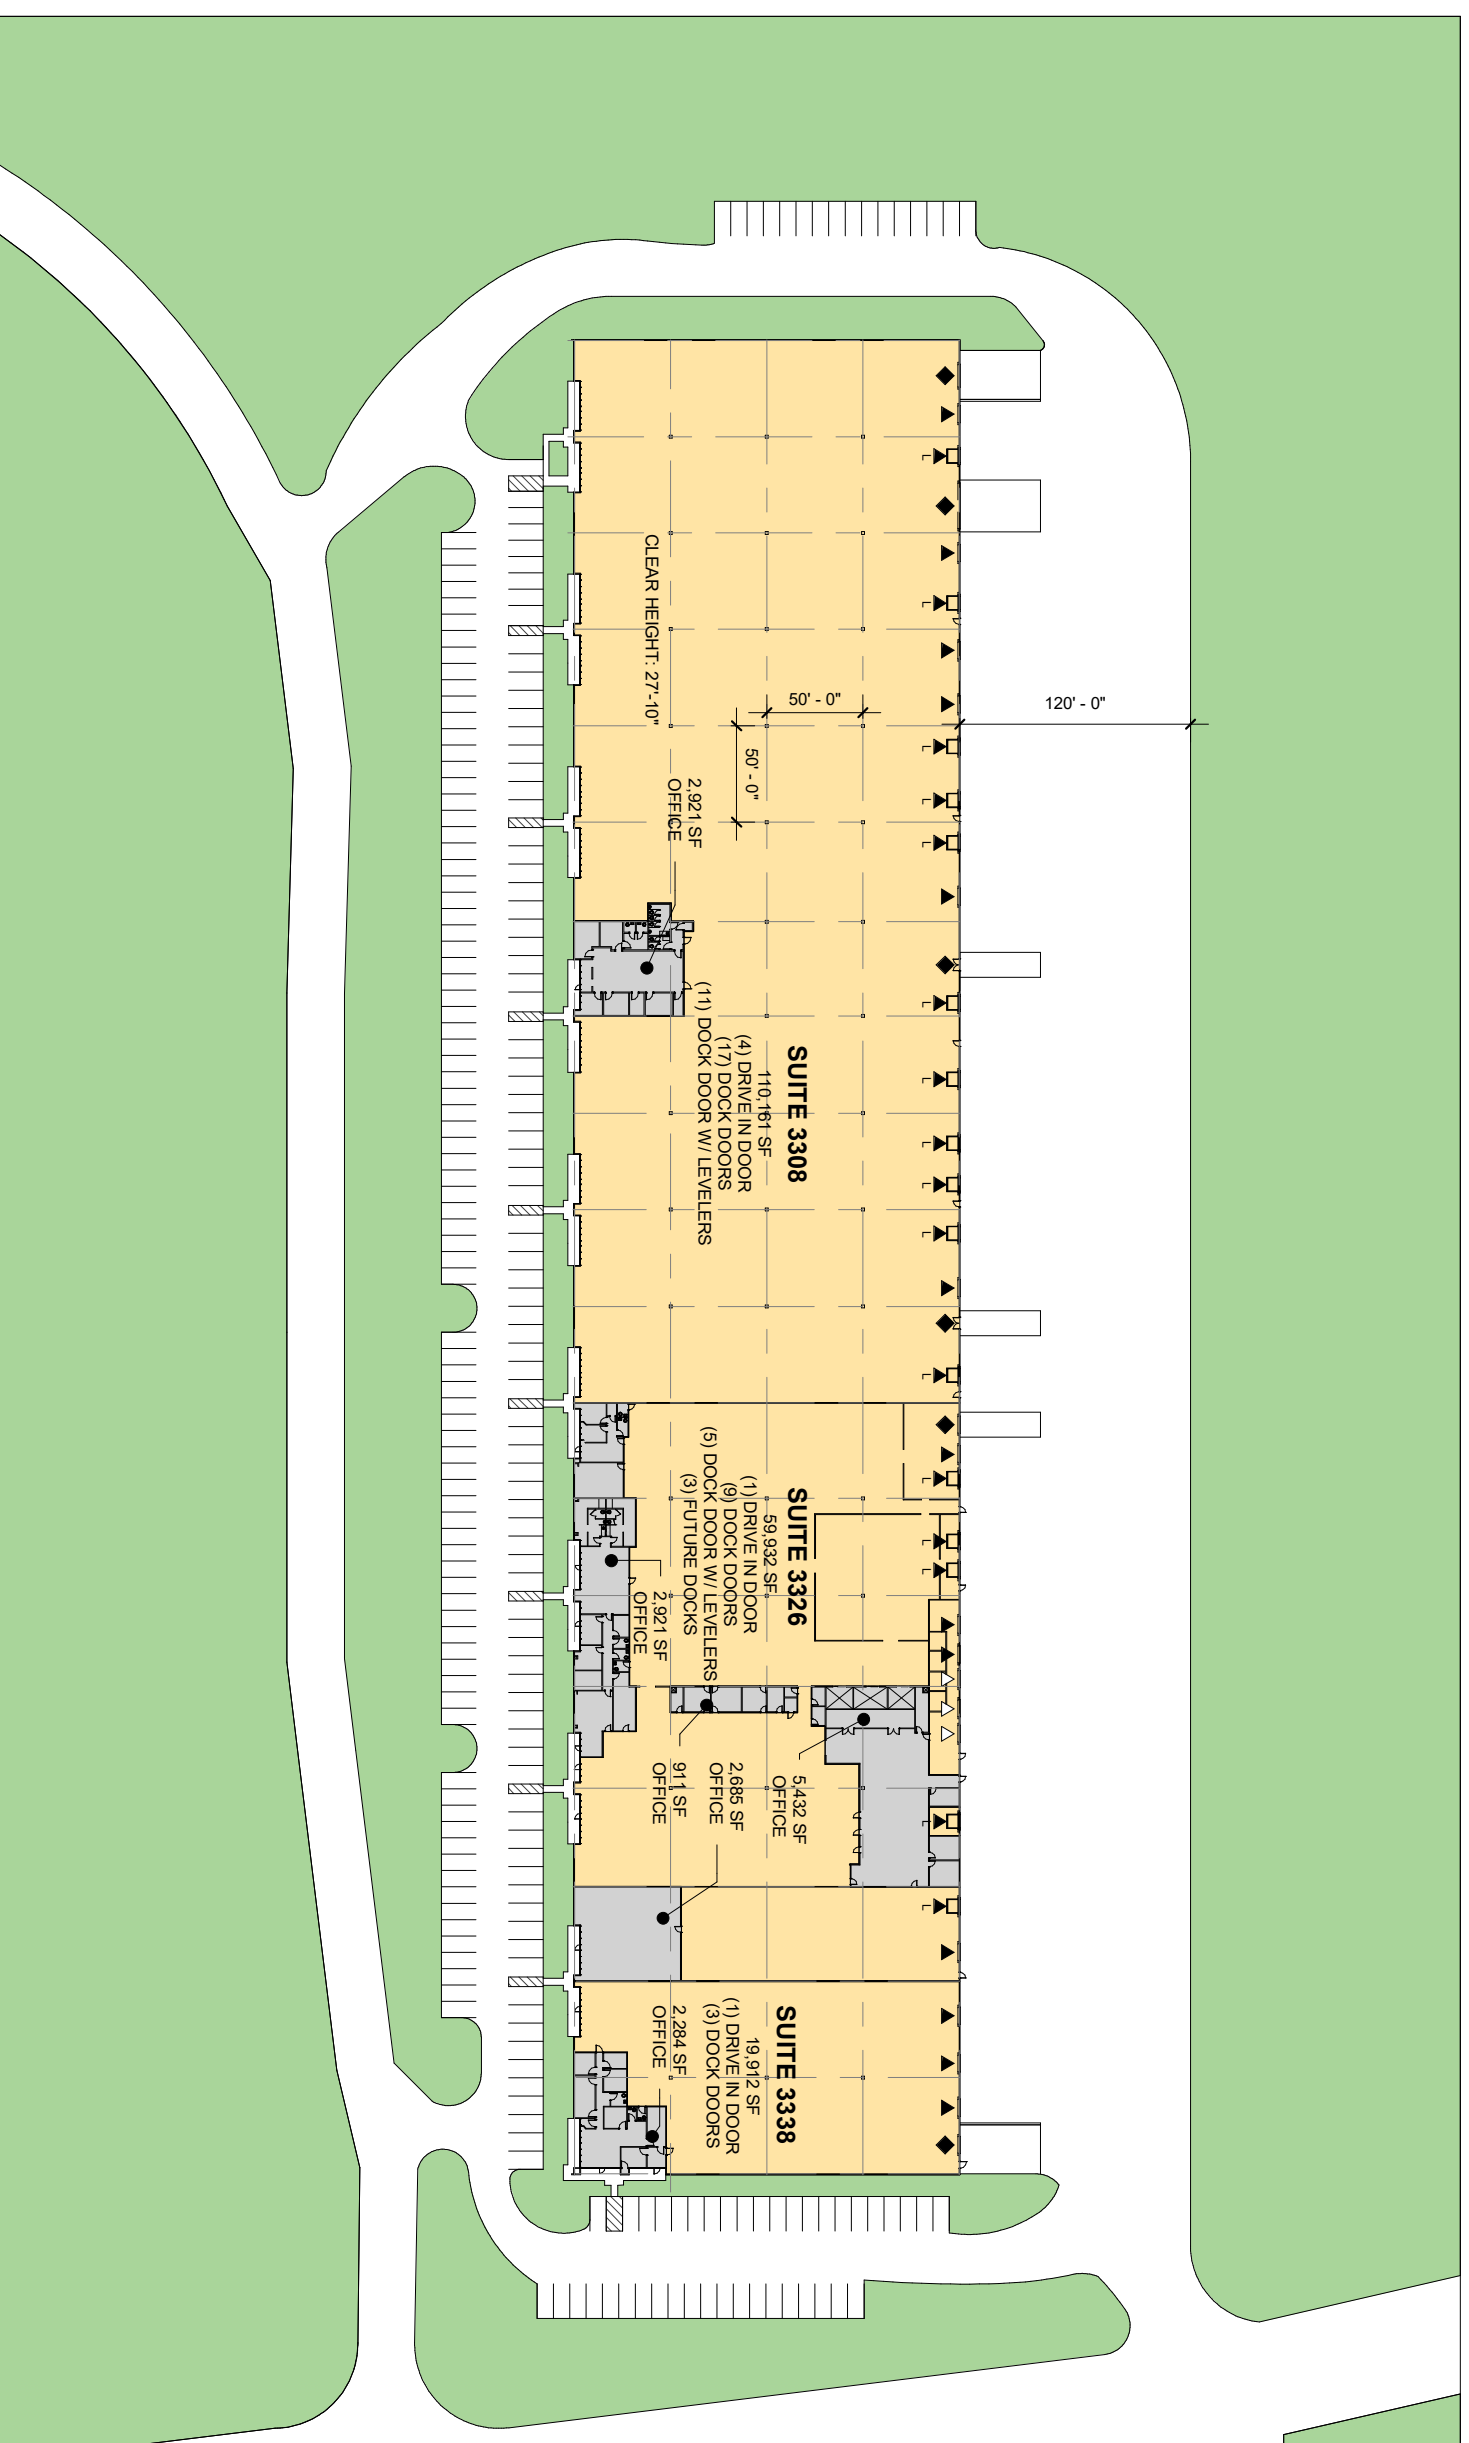 CLEAR HEIGHT: 27'-10"
50' - 0"
120' - 0"
50' - 0"
2,921 SF
OFFICE
SUITE 3308
110,161 SF
(4) DRIVE IN DOOR
(17) DOCK DOORS
(11) DOCK DOOR W/ LEVELERS
L
L
L
L
L
L
L
L
L
L
L
SUITE 3326
59,932 SF
(1) DRIVE IN DOOR
(9) DOCK DOORS
(5) DOCK DOOR W/ LEVELERS
(3) FUTURE DOCKS
2,921 SF
OFFICE
911 SF
OFFICE
2,685 SF
OFFICE
5,432 SF
OFFICE
L
L
L
L
L
SUITE 3338
19,912 SF
(1) DRIVE IN DOOR
(3) DOCK DOORS
2,284 SF
OFFICE